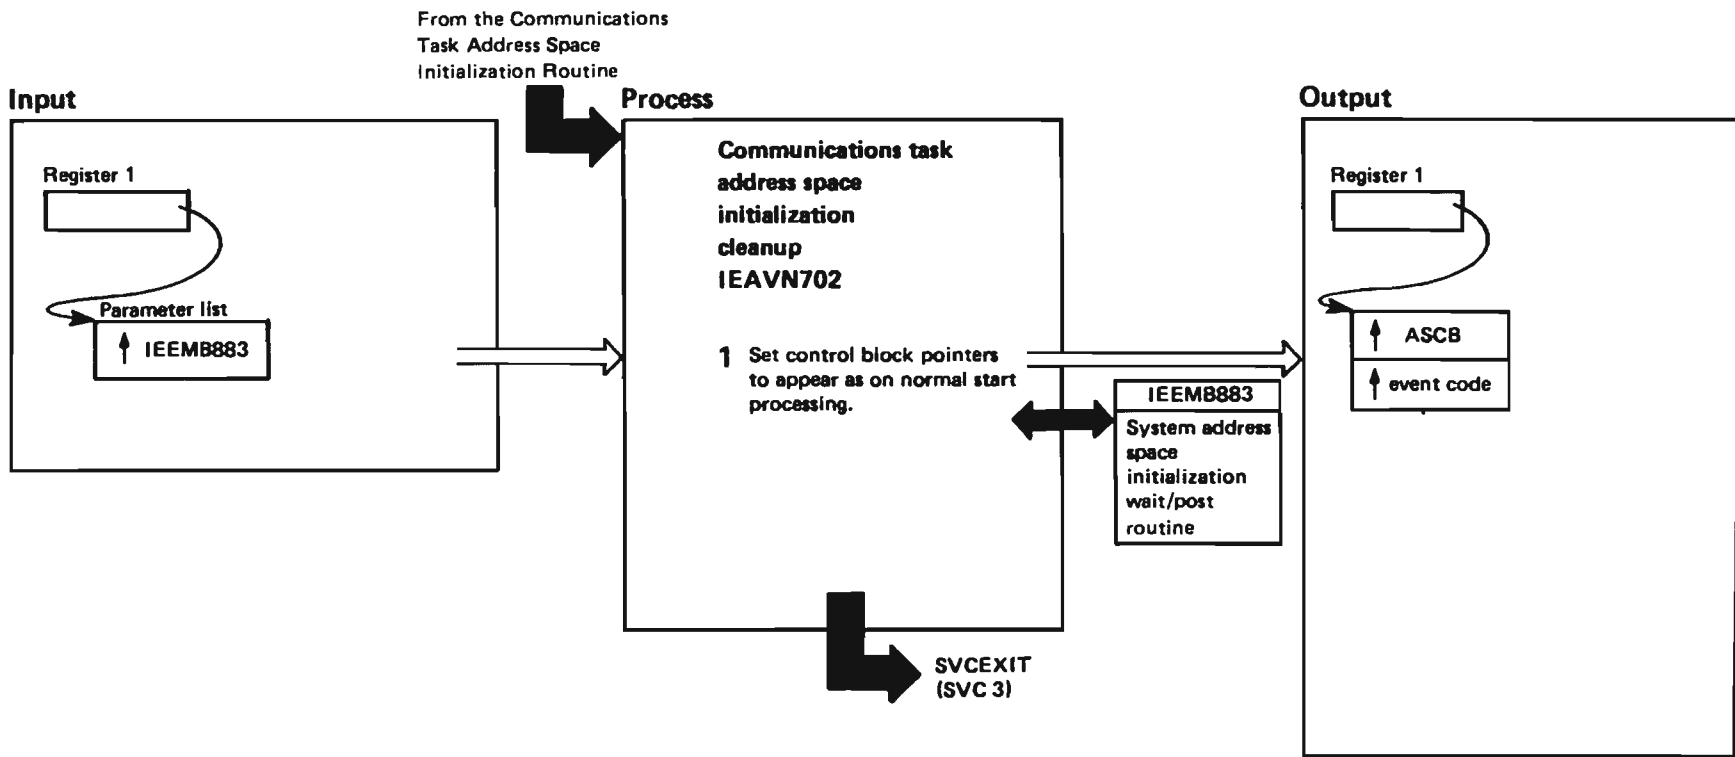 From the Communications
Task Address Space
Initialization Routine
Input
Register 1
Parameter list
IEEMB883
Process
Communications task
address space
initialization
cleanup
IEAVN702
1 Set control block pointers
to appear as on normal start
processing.
IEEMB883
System address
space
initialization
wait/post
routine
SVCEXIT
(SVC 3)
Output
Register 1
ASCB
event code